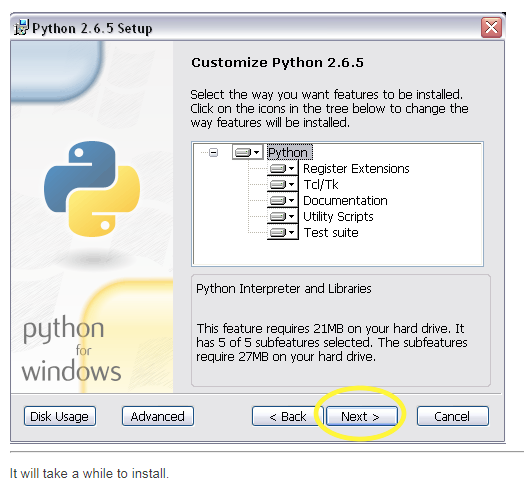 Python 2.6.5 Setup
Customize Python 2.6.5
Select the way you want features to be installed.
Click on the icons in the tree below to change the
way features will be installed.
Python
Register Extensions
Tcl/Tk
Documentation
Utility Scripts
Test suite
Python Interpreter and Libraries
This feature requires 21MB on your hard drive. It
has 5 of 5 subfeatures selected. The subfeatures
require 27MB on your hard drive.
python
for
windows
Disk Usage
Advanced
< Back
Next >
Cancel
It will take a while to install.